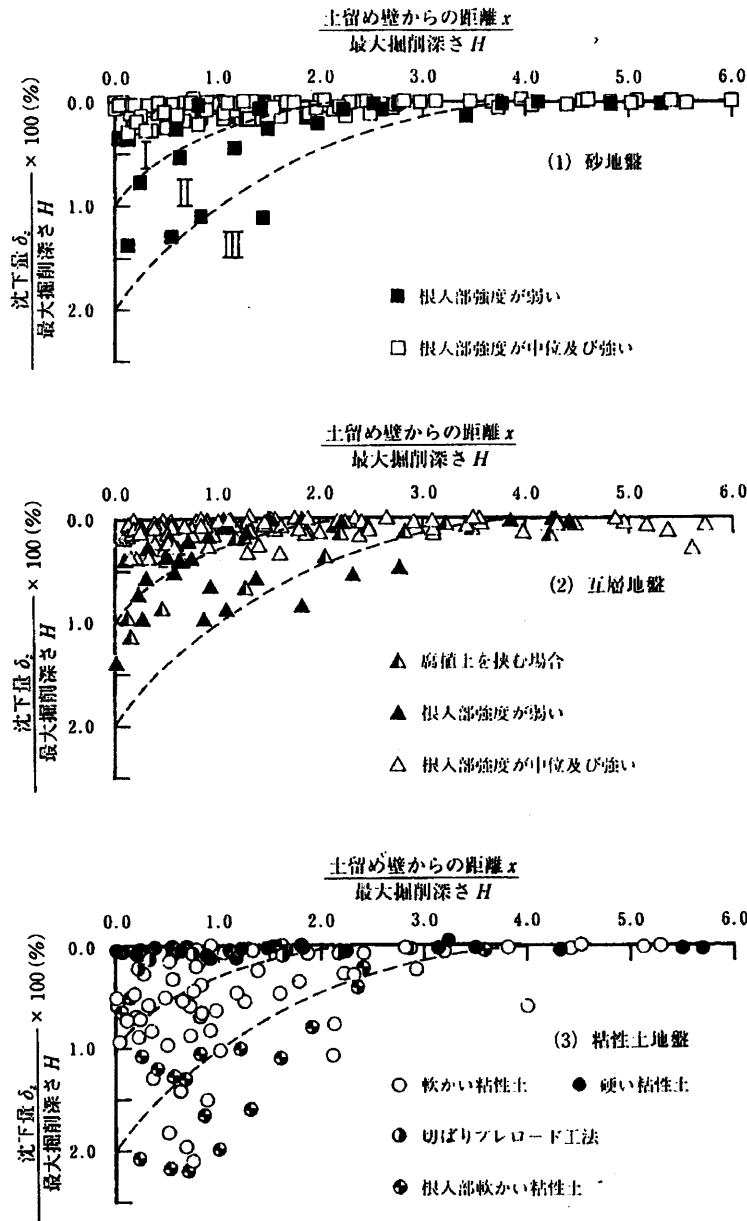 土留め壁からの距離 x
最大掘削深さ H
0.0 1.0 2.0 3.0 4.0 5.0 6.0
0.0
1.0
2.0
沈下量 δz
最大掘削深さ H
× 100 (%)
I
II
III
(1) 砂地盤
■ 根入部強度が弱い
□ 根入部強度が中位及び強い
土留め壁からの距離 x
最大掘削深さ H
0.0 1.0 2.0 3.0 4.0 5.0 6.0
0.0
1.0
2.0
沈下量 δz
最大掘削深さ H
× 100 (%)
(2) 互層地盤
腐植土を挟む場合
▲ 根入部強度が弱い
△ 根入部強度が中位及び強い
土留め壁からの距離 x
最大掘削深さ H
0.0 1.0 2.0 3.0 4.0 5.0 6.0
0.0
1.0
2.0
沈下量 δz
最大掘削深さ H
× 100 (%)
(3) 粘性土地盤
○ 軟かい粘性土 ● 硬い粘性土
切ばりプレロード工法
根入部軟かい粘性土